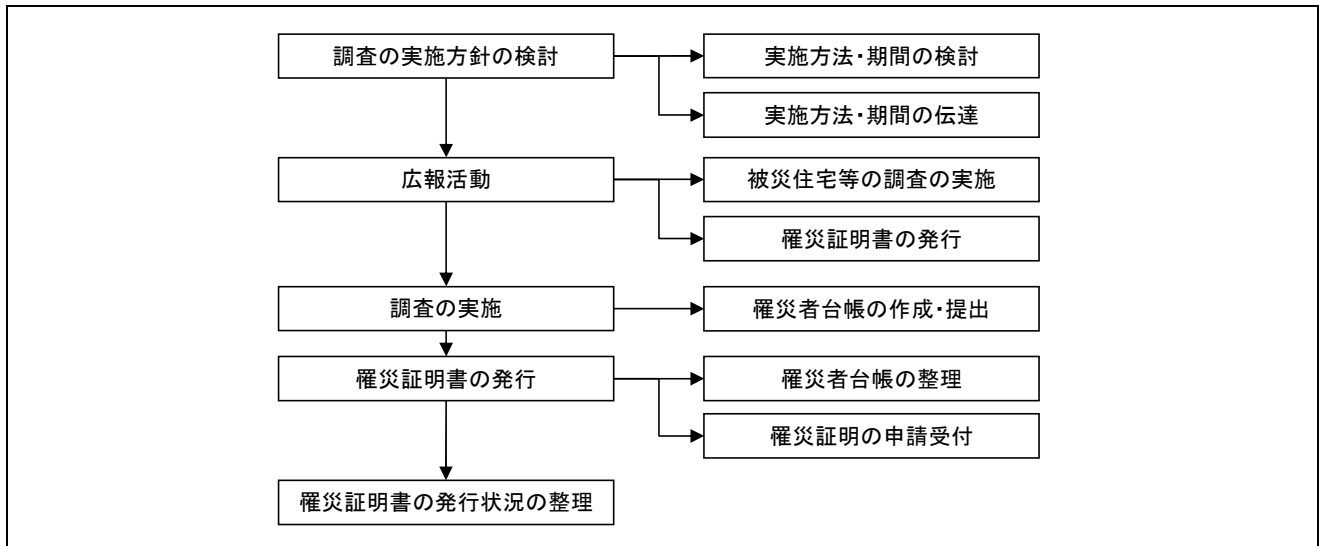 調査の実施方針の検討
実施方法・期間の検討
実施方法・期間の伝達
広報活動
被災住宅等の調査の実施
罹災証明書の発行
調査の実施
罹災者台帳の作成・提出
罹災証明書の発行
罹災者台帳の整理
罹災証明の申請受付
罹災証明書の発行状況の整理